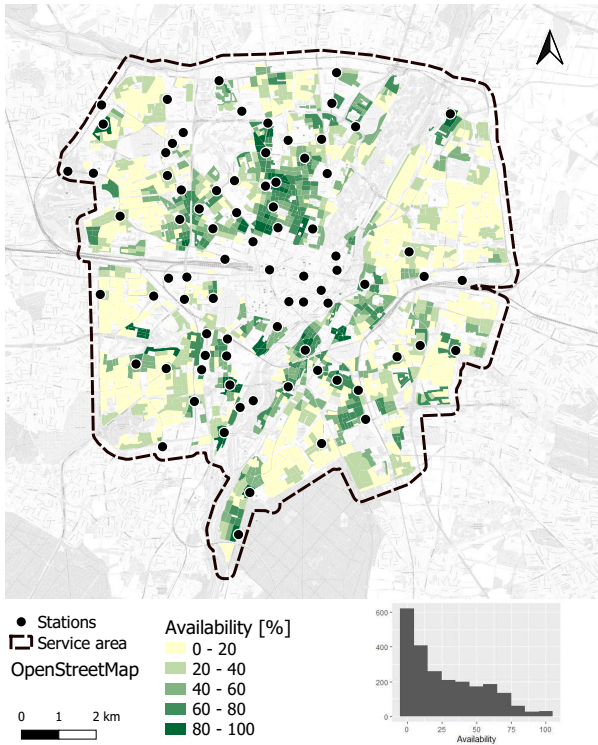 Stations
Service area
OpenStreetMap
0 1 2 km
Availability [%]
0 - 20
20 - 40
40 - 60
60 - 80
80 - 100
600
400
200
0
0 25 50 75 100
Availability